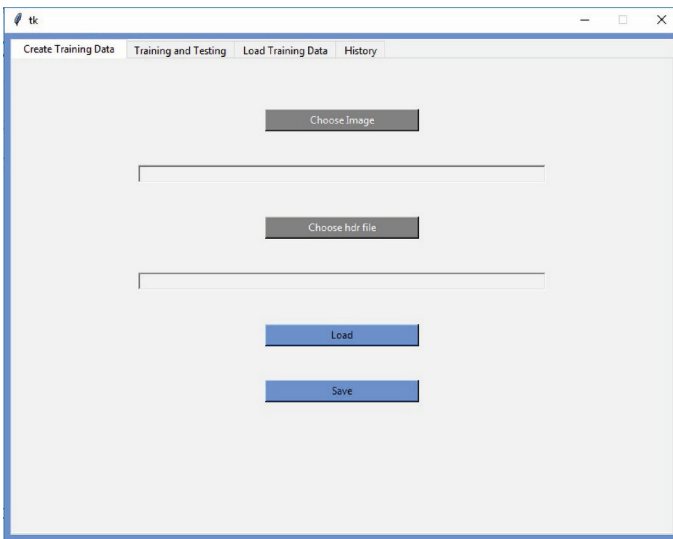 tk
Create Training Data Training and Testing Load Training Data History
Choose Image
Choose hdr file
Load
Save